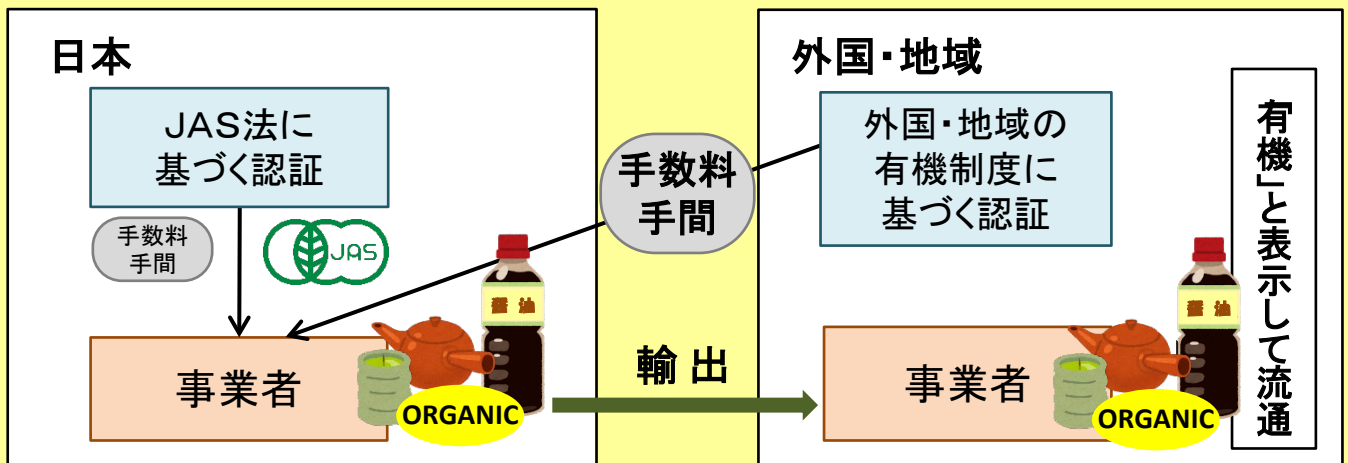 日本
JAS法に
基づく認証
手数料
手間
JAS
醤油
事業者
ORGANIC
手数料
手間
輸出
外国・地域
外国・地域の
有機制度に
基づく認証
醤油
事業者
ORGANIC
有機」と表示して流通